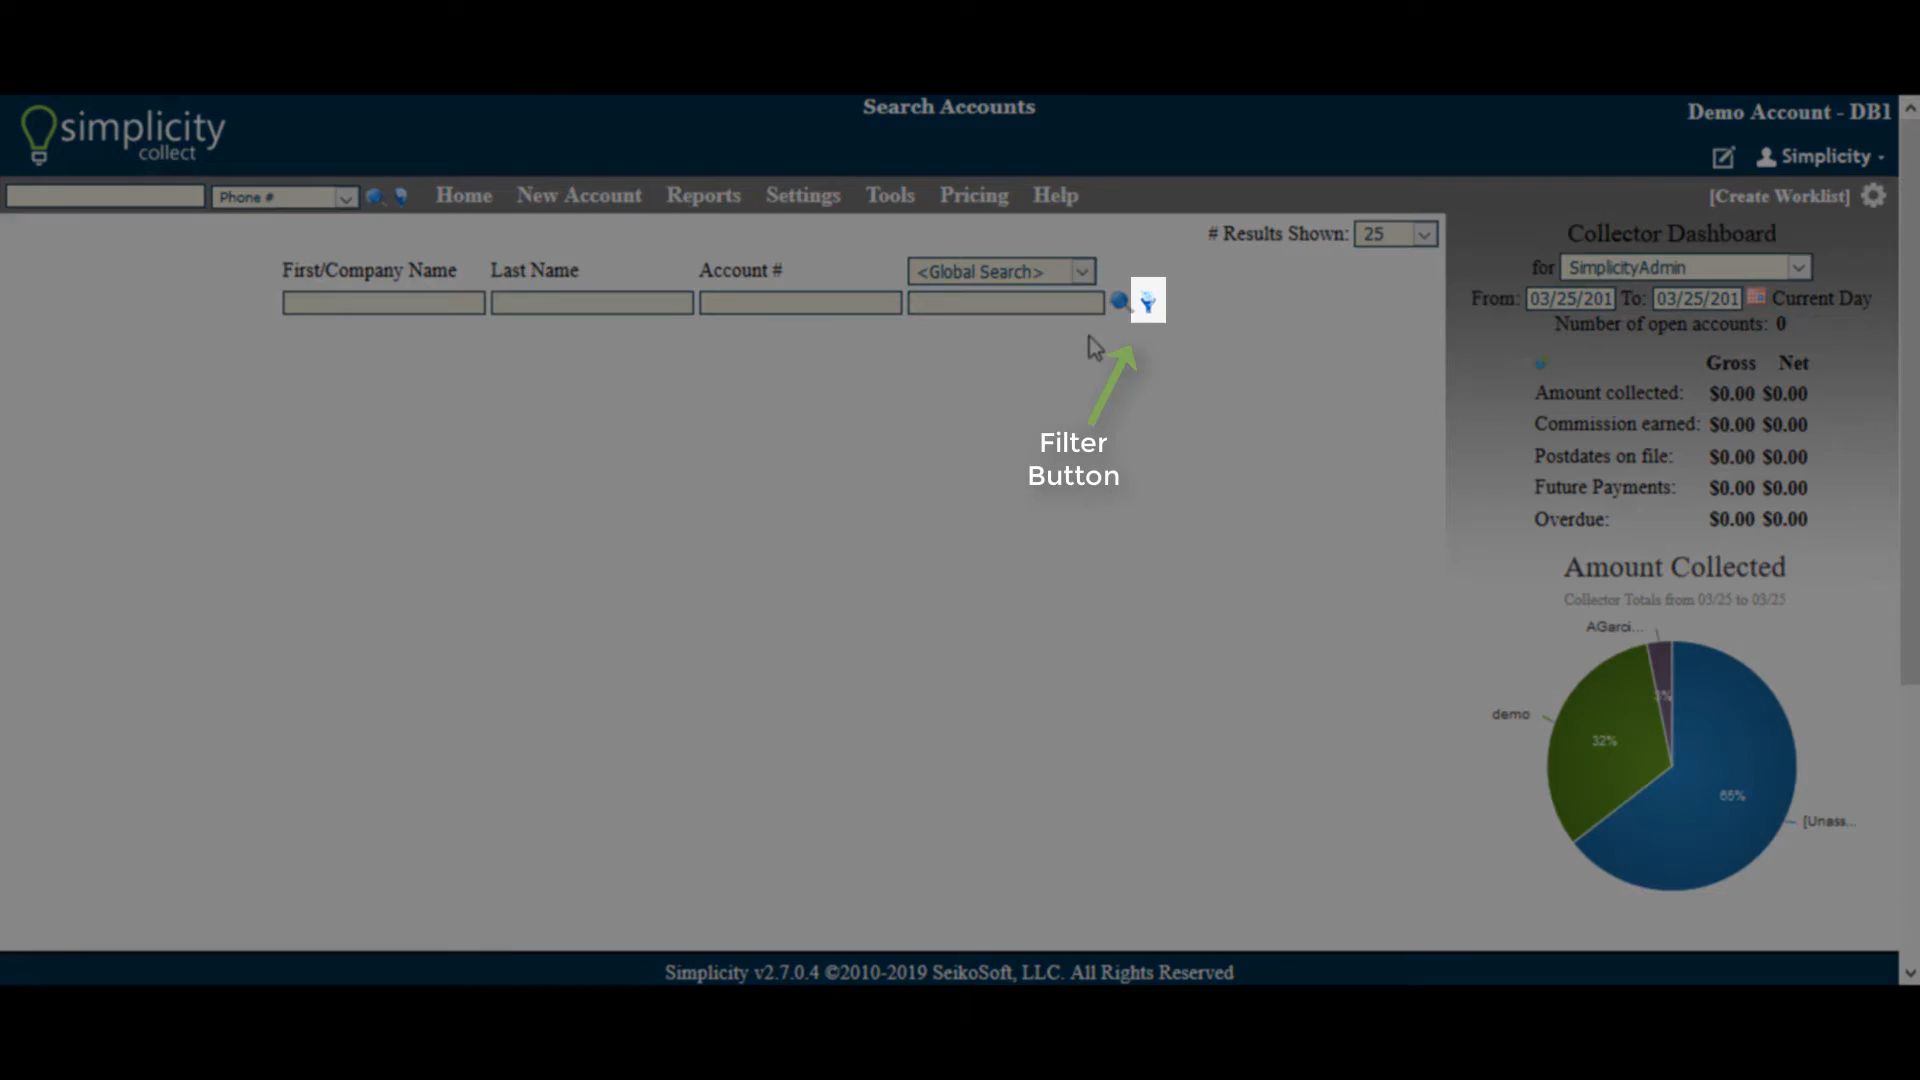 simplicity
collect
Search Accounts
Demo Account - DB1
Simplicity
Phone #
Home New Account Reports Settings Tools Pricing Help
[Create Worklist]
# Results Shown: 25
First/Company Name Last Name Account # <Global Search>
Filter
Button
Collector Dashboard
for SimplicityAdmin
From: 03/25/201 To: 03/25/201 Current Day
Number of open accounts: 0
Gross Net
Amount collected: $0.00 $0.00
Commission earned: $0.00 $0.00
Postdates on file: $0.00 $0.00
Future Payments: $0.00 $0.00
Overdue: $0.00 $0.00
Amount Collected
Collector Totals from 03/25 to 03/25
AGarci...
3%
demo
32%
65%
[Unass...
Simplicity v2.7.0.4 ©2010-2019 SeikoSoft, LLC. All Rights Reserved